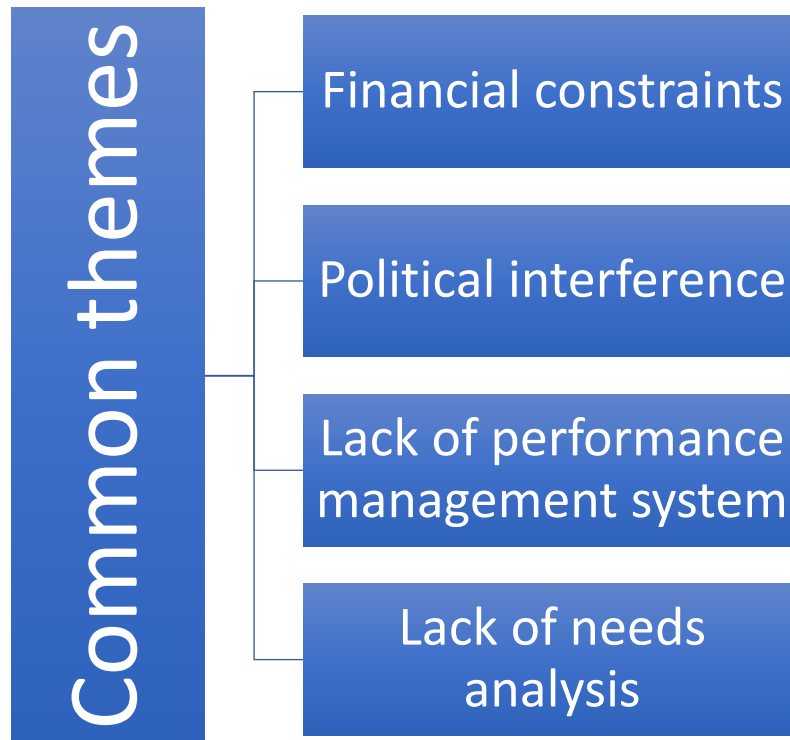 Common themes
Financial constraints
Political interference
Lack of performance
management system
Lack of needs
analysis